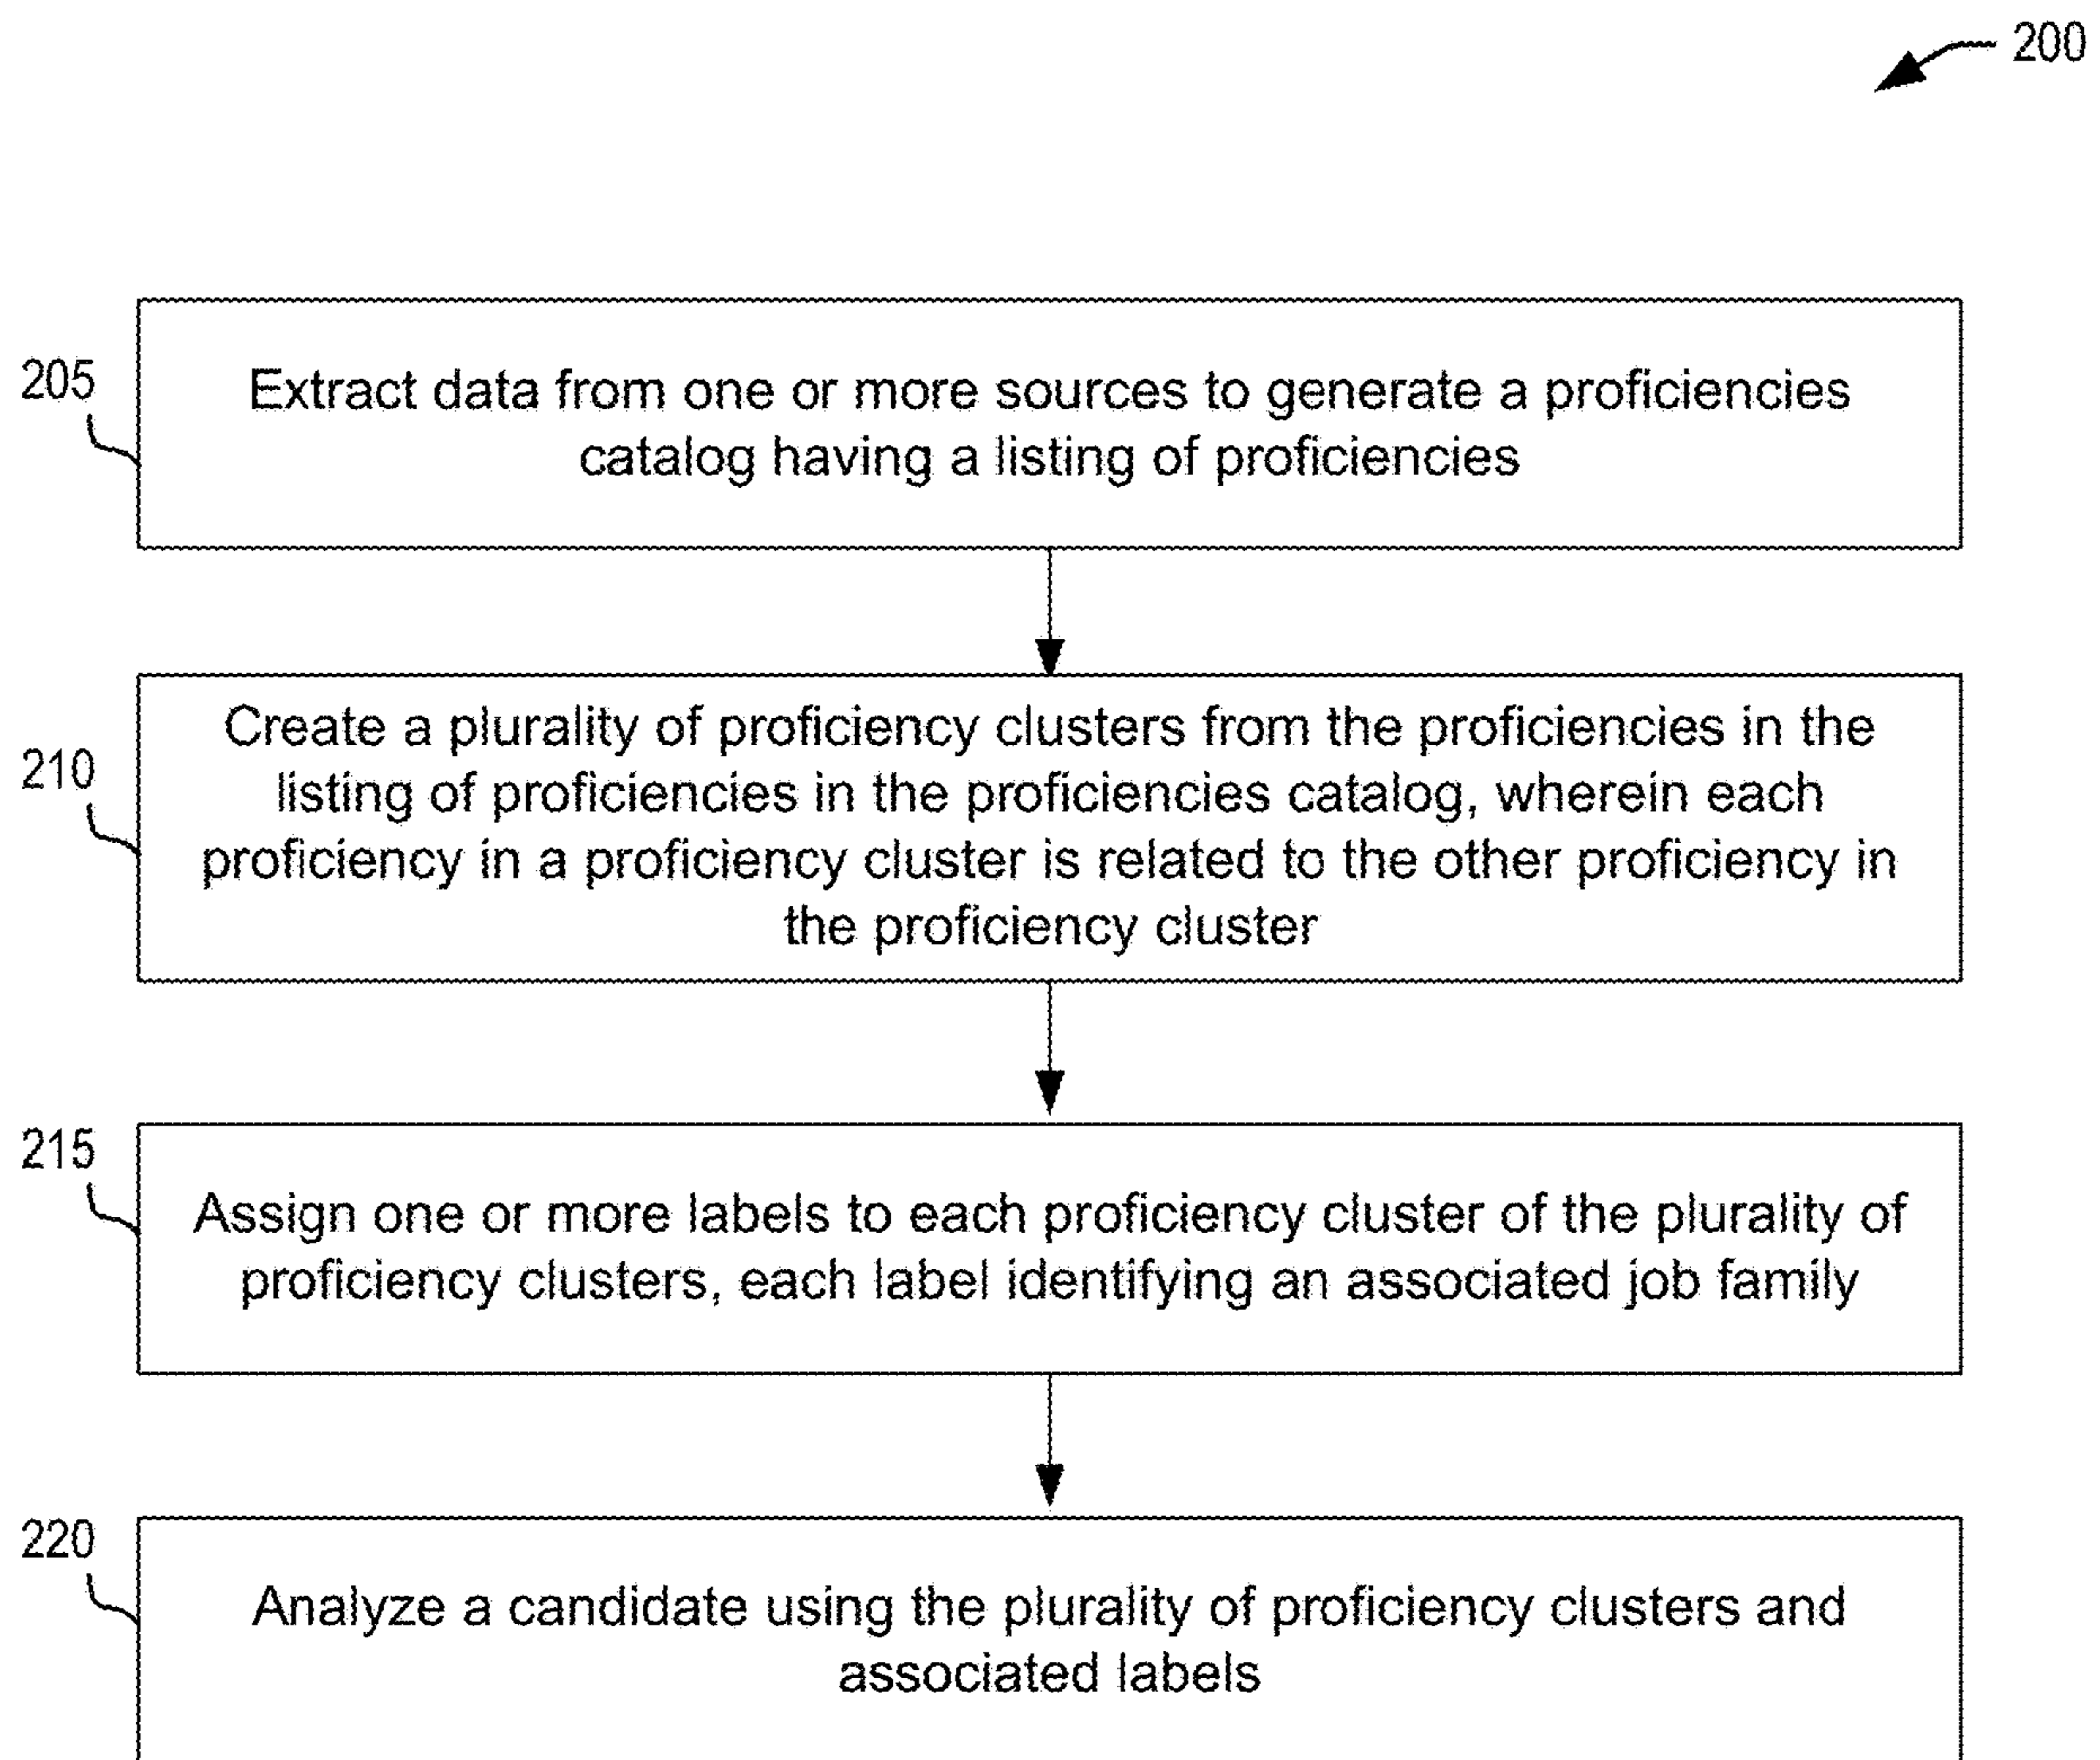 200
205
Extract data from one or more sources to generate a proficiencies
catalog having a listing of proficiencies
210
Create a plurality of proficiency clusters from the proficiencies in the
listing of proficiencies in the proficiencies catalog, wherein each
proficiency in a proficiency cluster is related to the other proficiency in
the proficiency cluster
215
Assign one or more labels to each proficiency cluster of the plurality of
proficiency clusters, each label identifying an associated job family
220
Analyze a candidate using the plurality of proficiency clusters and
associated labels